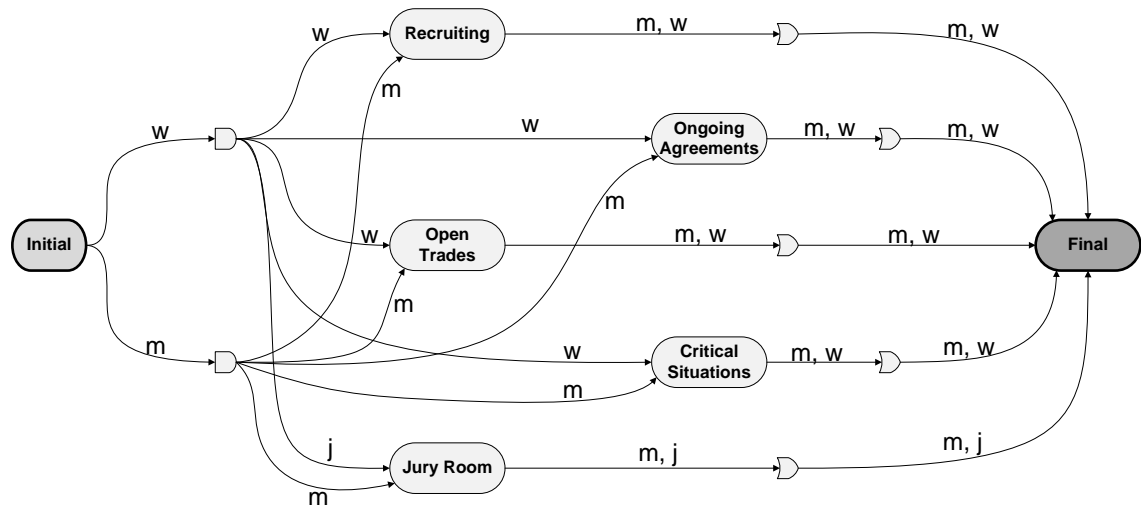 w
Recruiting
m, w
m, w
m
w
w
Ongoing
Agreements
m, w
m, w
m
Initial
w
Open
Trades
m, w
m, w
Final
m
m
w
Critical
Situations
m, w
m, w
m
j
Jury Room
m, j
m, j
m